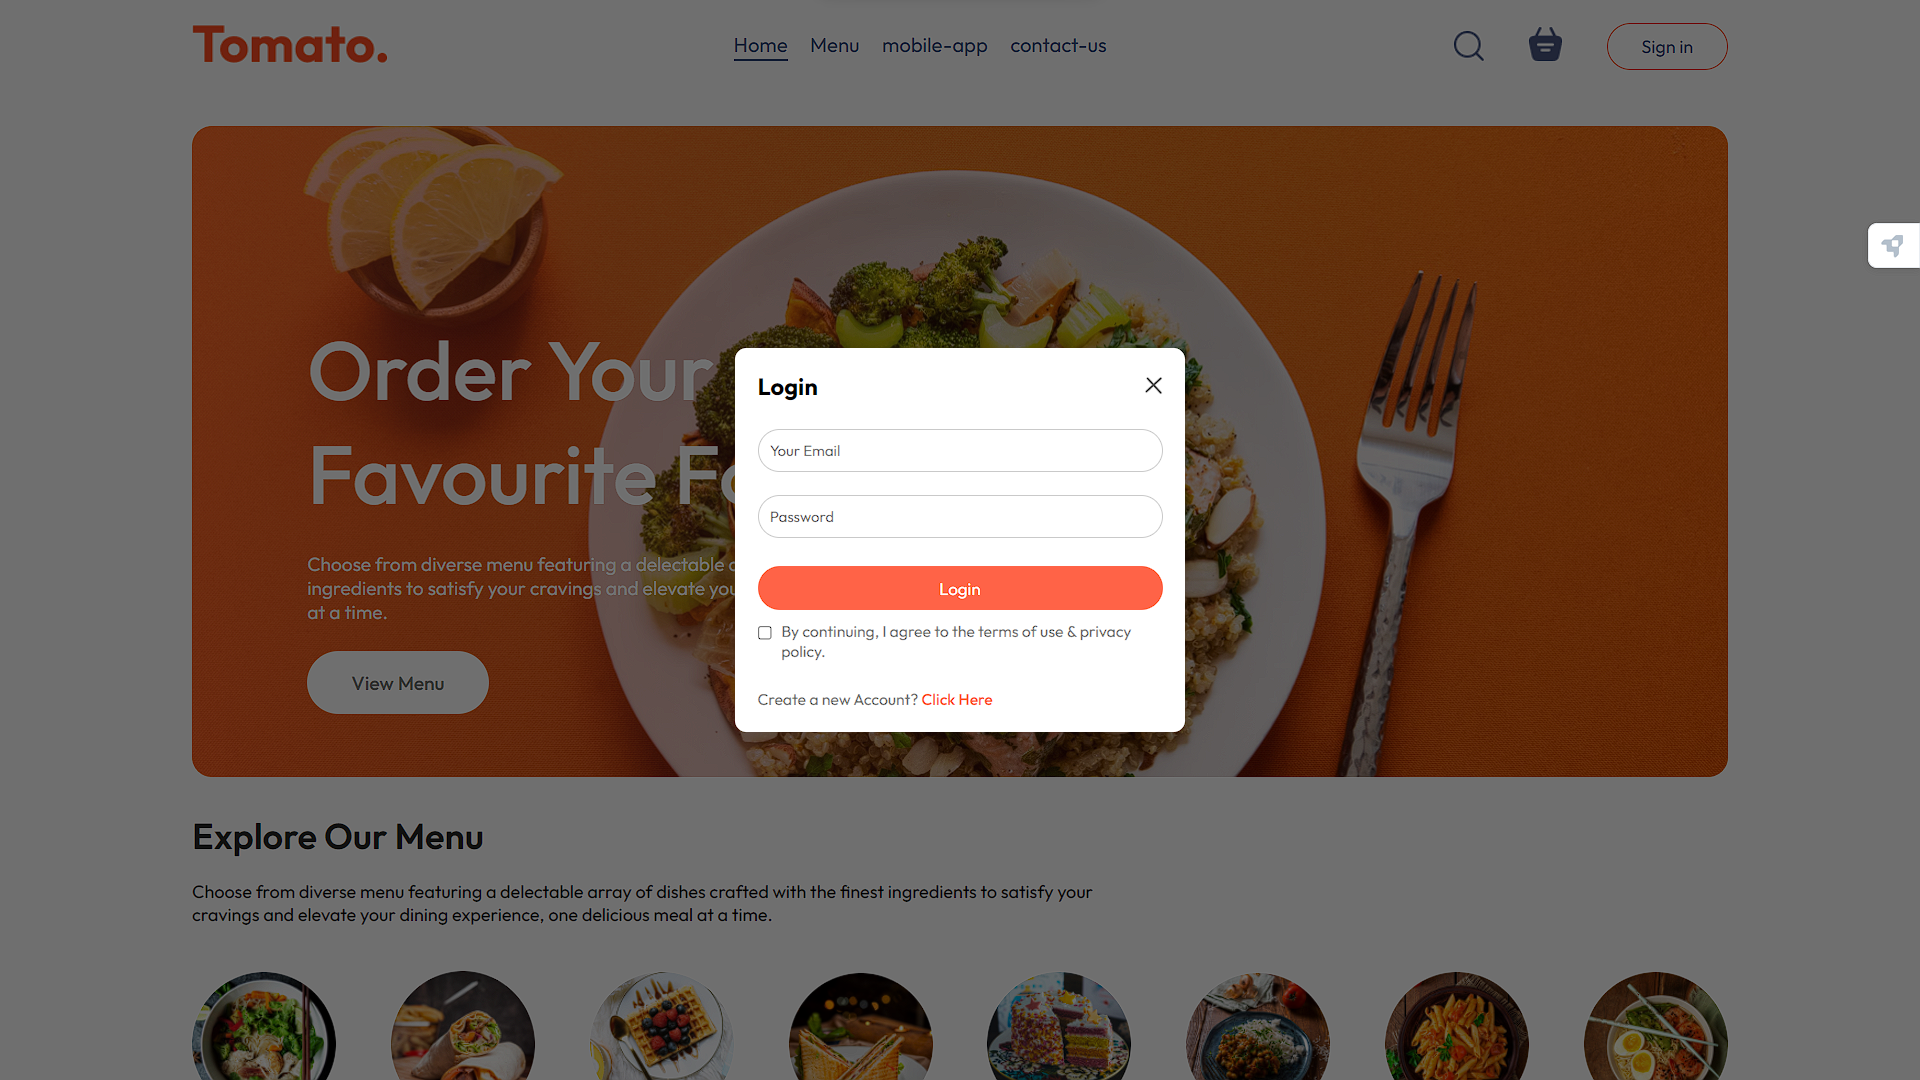 Tomato.
Home Menu mobile-app contact-us
Sign in
Order Your
Favourite Fo
Choose from diverse menu featuring a delectable
ingredients to satisfy your cravings and elevate you
at a time.
View Menu
Login
Your Email
Password
Login
By continuing, I agree to the terms of use & privacy
policy.
Create a new Account? Click Here
Explore Our Menu
Choose from diverse menu featuring a delectable array of dishes crafted with the finest ingredients to satisfy your
cravings and elevate your dining experience, one delicious meal at a time.